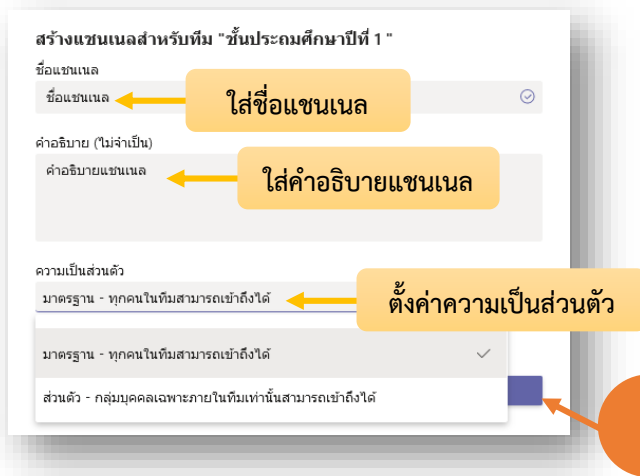 สร้างแชนเนลสำหรับทีม "ชั้นประถมศึกษาปีที่ 1 "
ชื่อแชนเนล
ชื่อแชนเนล
ใส่ชื่อแชนเนล
คำอธิบาย (ไม่จำเป็น)
คำอธิบายแชนเนล
ใส่คำอธิบายแชนเนล
ความเป็นส่วนตัว
มาตรฐาน - ทุกคนในทีมสามารถเข้าถึงได้
ตั้งค่าความเป็นส่วนตัว
มาตรฐาน - ทุกคนในทีมสามารถเข้าถึงได้
ส่วนตัว - กลุ่มบุคคลเฉพาะภายในทีมเท่านั้นสามารถเข้าถึงได้